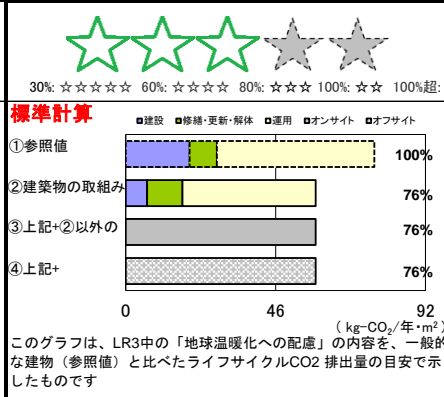 30%: ☆☆☆☆☆ 60%: ☆☆☆☆ 80%: ☆☆☆ 100%: ☆☆ 100%超:
標準計算
建設 修繕・更新・解体 運用 オンサイト オフサイト
①参照値 100%
②建築物の取組み 76%
③上記+②以外の 76%
④上記+ 76%
0 46 92
( kg-CO₂/年・m²)
このグラフは、LR3中の「地球温暖化への配慮」の内容を、一般的
な建物（参照値）と比べたライフサイクルCO2 排出量の目安で示
したものです